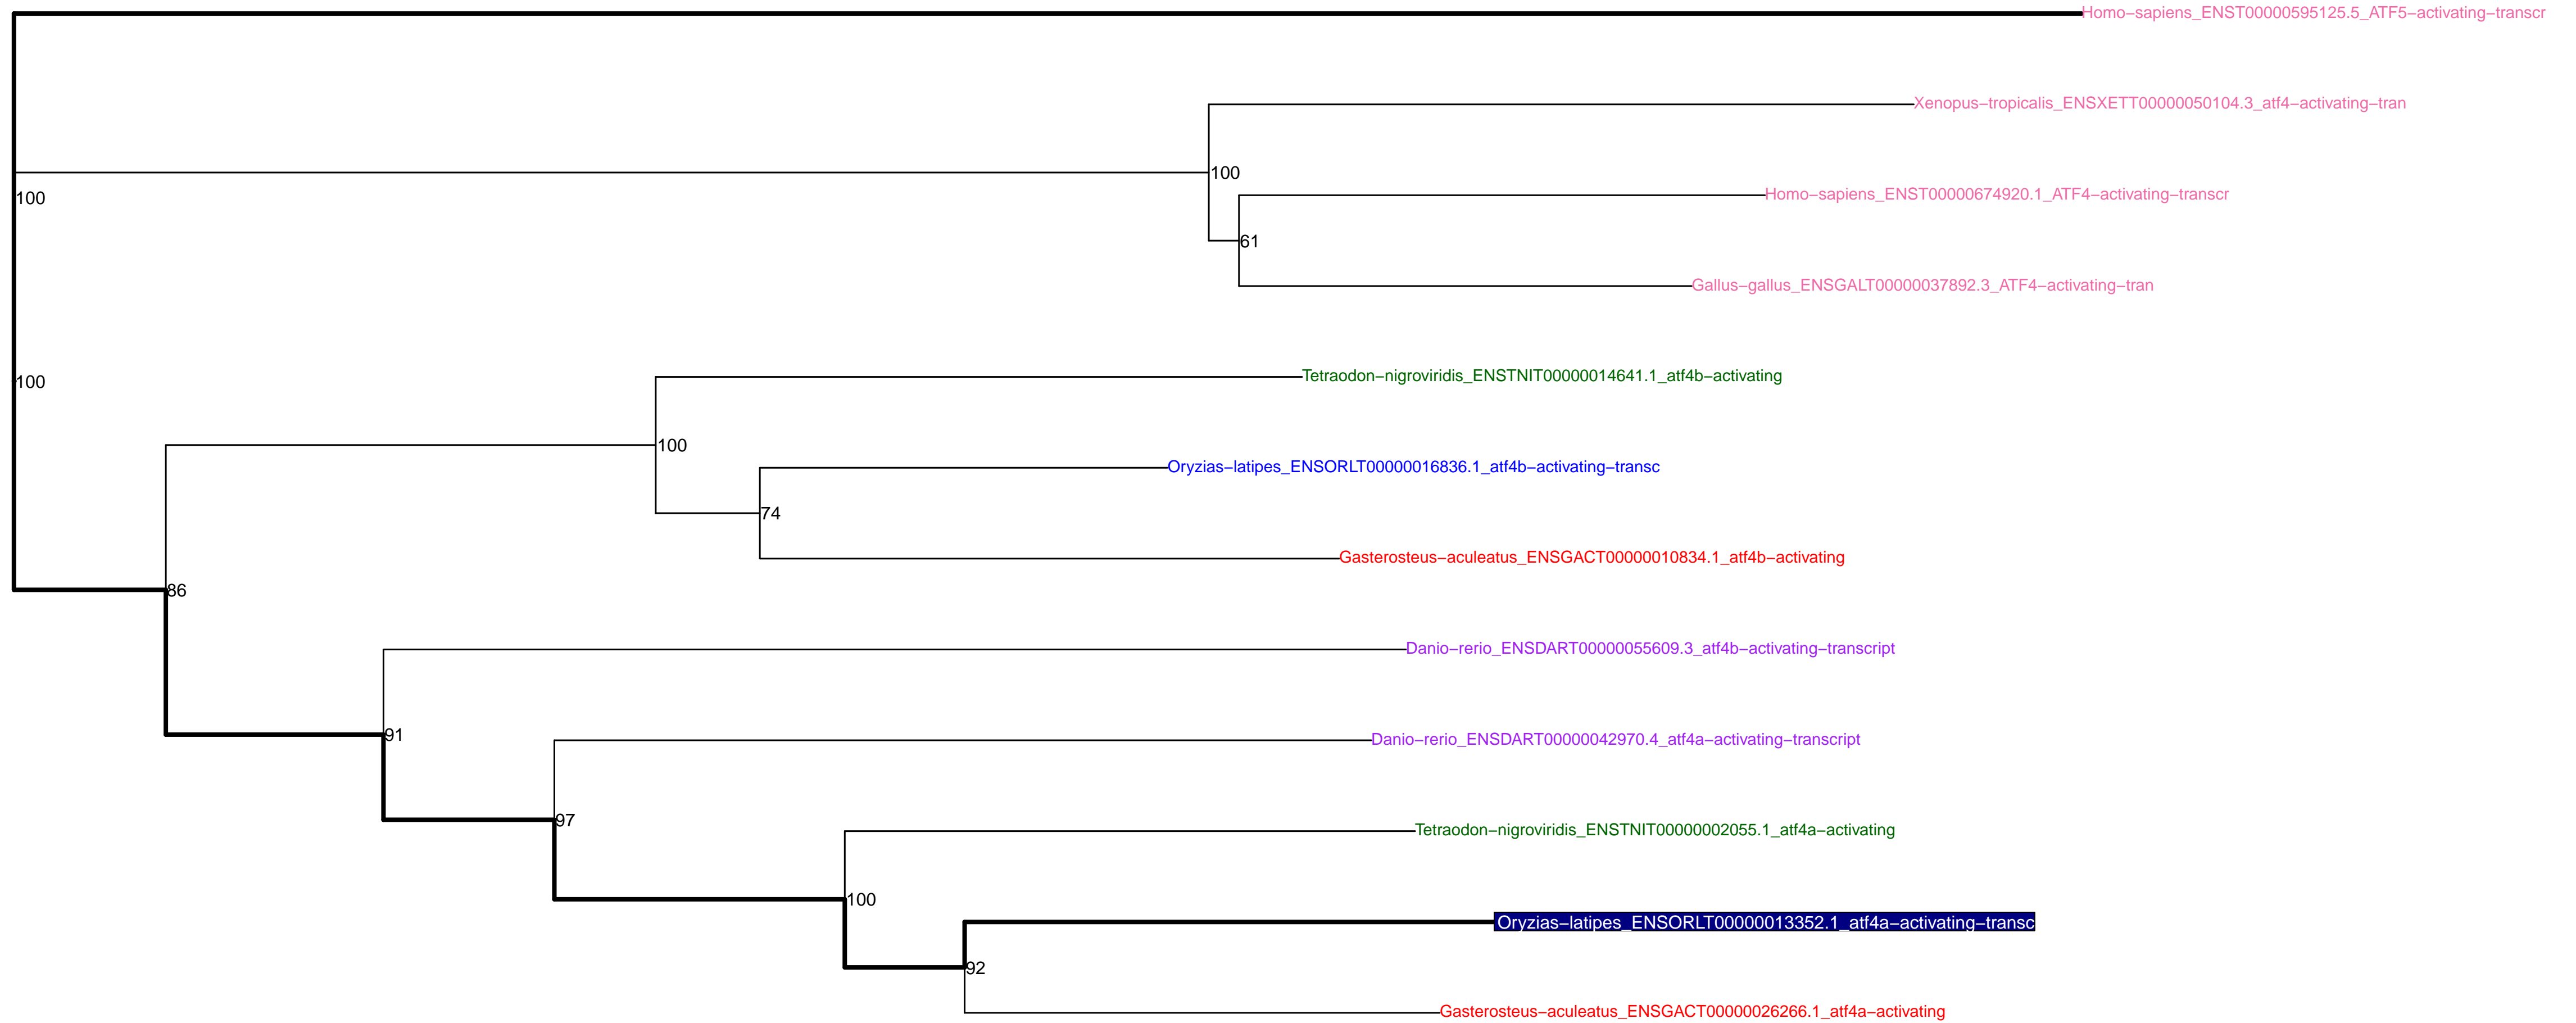 Homo−sapiens_ENST00000595125.5_ATF5−activating−transcr
Xenopus−tropicalis_ENSXETT00000050104.3_atf4−activating−tran
100
Homo−sapiens_ENST00000674920.1_ATF4−activating−transcr
100
61
Gallus−gallus_ENSGALT00000037892.3_ATF4−activating−tran
Tetraodon−nigroviridis_ENSTNIT00000014641.1_atf4b−activating
100
100
Oryzias−latipes_ENSORLT00000016836.1_atf4b−activating−transc
74
Gasterosteus−aculeatus_ENSGACT00000010834.1_atf4b−activating
86
Danio−rerio_ENSDART00000055609.3_atf4b−activating−transcript
91
Danio−rerio_ENSDART00000042970.4_atf4a−activating−transcript
97
Tetraodon−nigroviridis_ENSTNIT00000002055.1_atf4a−activating
100
Oryzias−latipes_ENSORLT00000013352.1_atf4a−activating−transc
92
Gasterosteus−aculeatus_ENSGACT00000026266.1_atf4a−activating